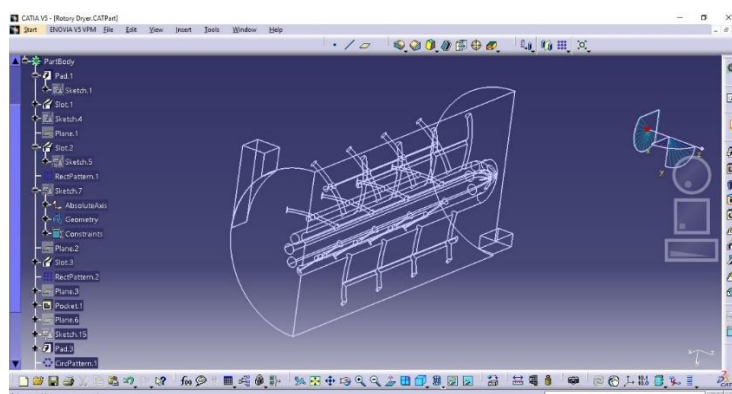 CATIA V5 - [Rotory Dryer.CATPart]
Start ENOVIA V5 VPM File Edit View Insert Tools Window Help
PartBody
Pad.1
Sketch.1
Slot.1
Sketch.4
Plane.1
Slot.2
Sketch.5
RectPattern.1
Sketch.7
AbsoluteAxis
Geometry
Constraints
Plane.2
Slot.3
RectPattern.2
Plane.3
Pocket.1
Plane.6
Sketch.15
Pad.3
CircPattern.1